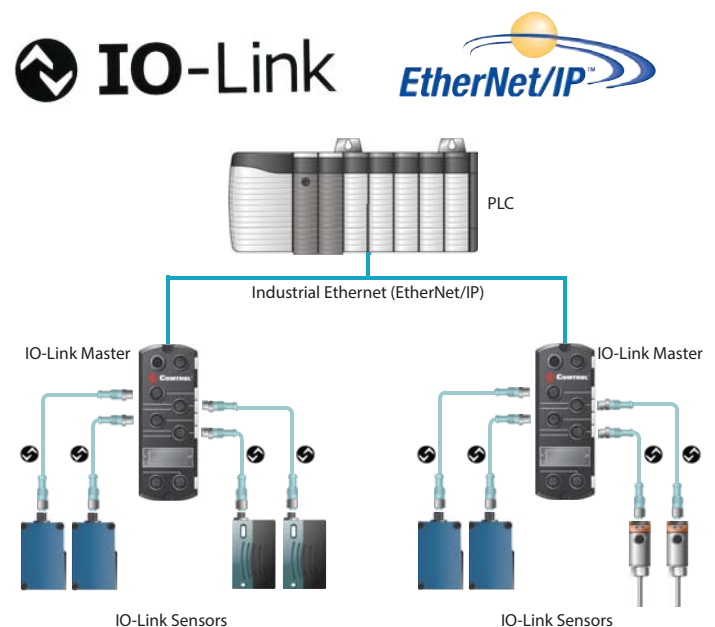 IO-Link
EtherNet/IP™
PLC
Industrial Ethernet (EtherNet/IP)
IO-Link Master
IO-Link Master
COMTROL
COMTROL
IO-Link Sensors
IO-Link Sensors